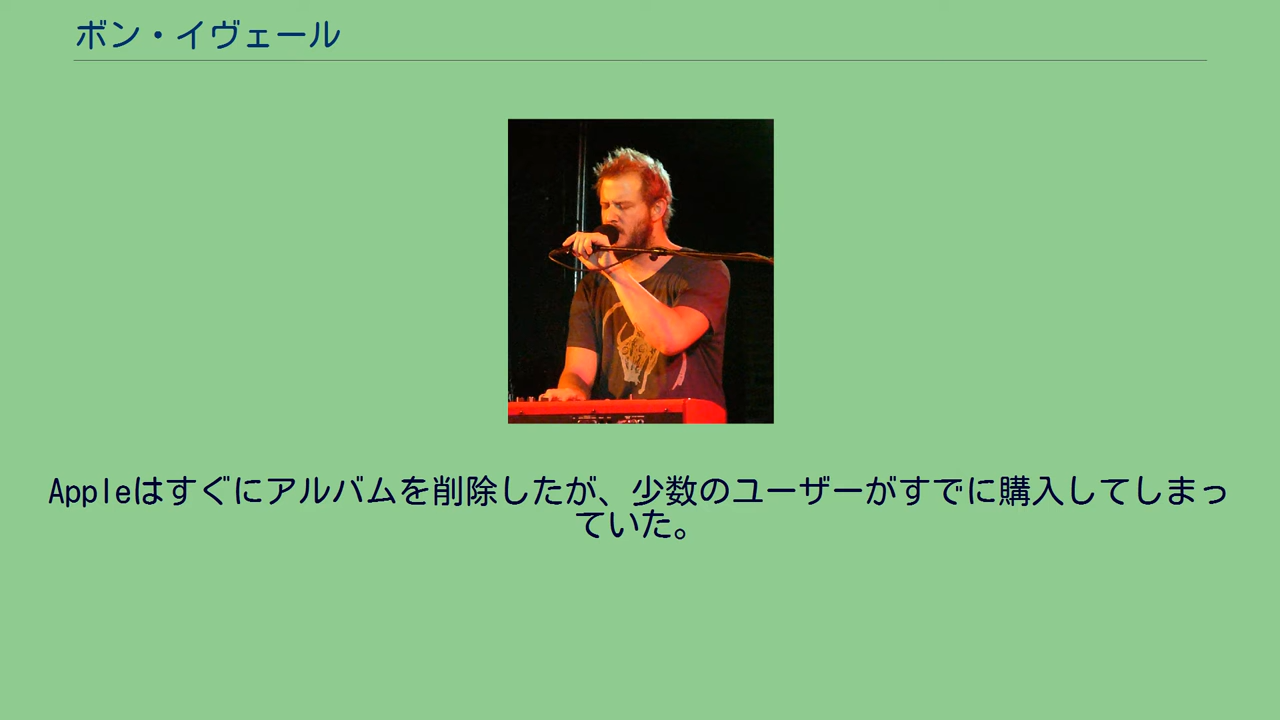 ボン・イヴェール
Appleはすぐにアルバムを削除したが、少数のユーザーがすでに購入してしまっ
ていた。